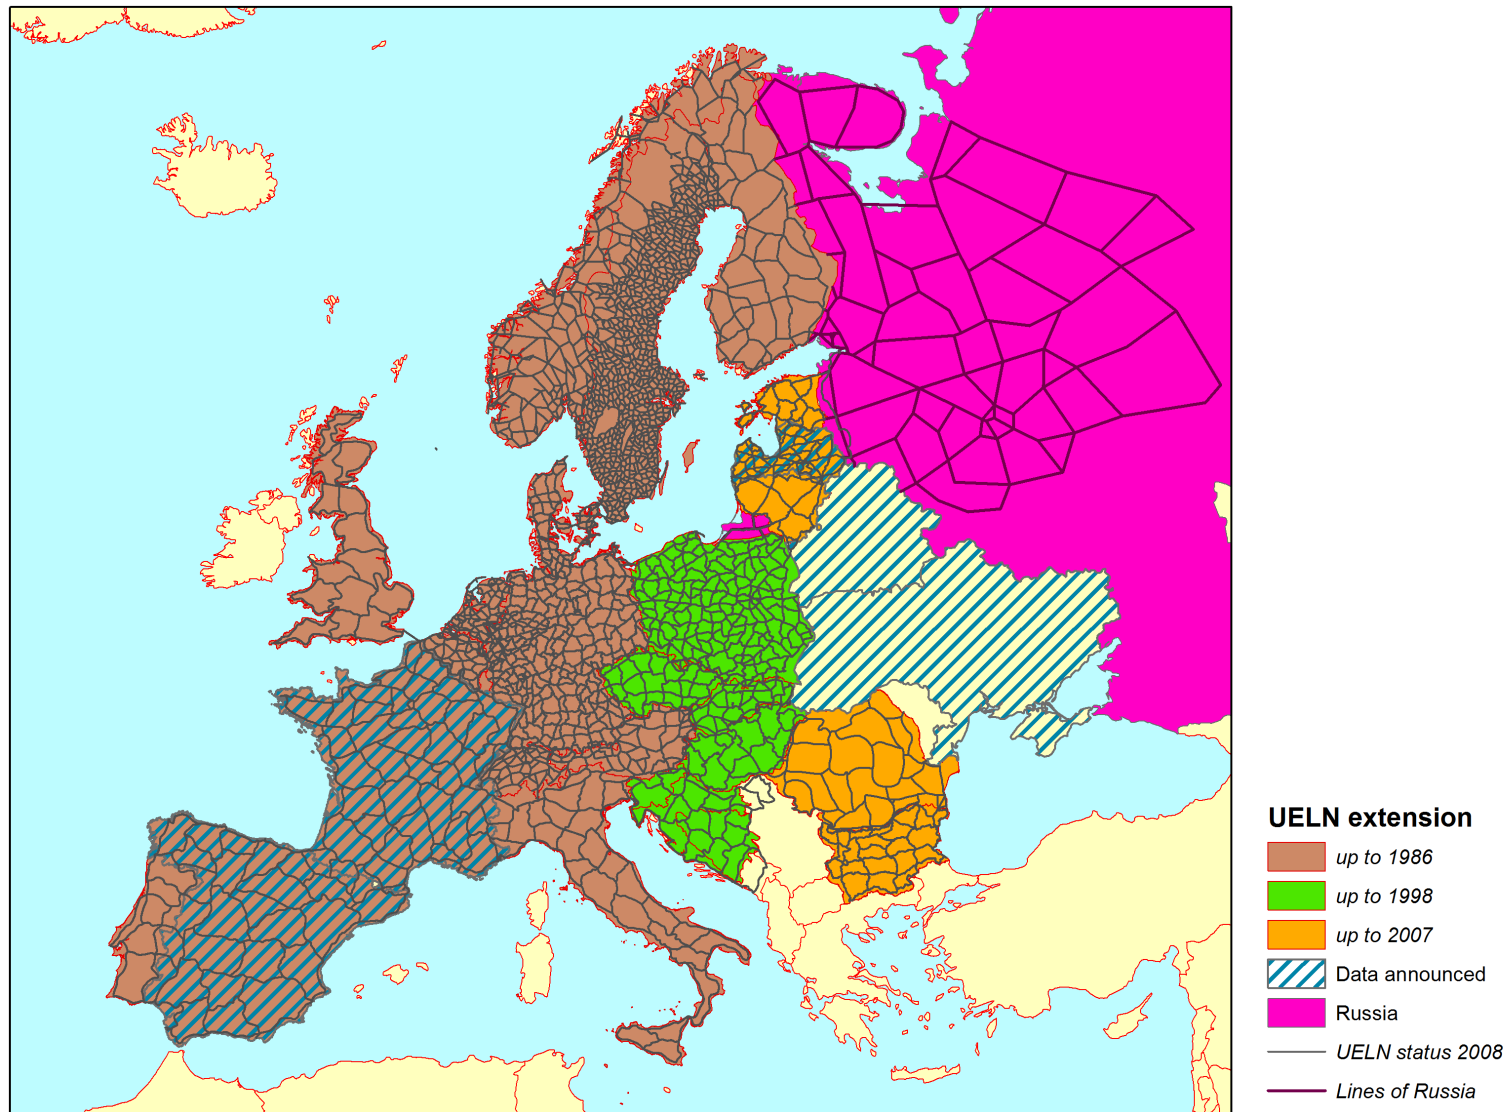 UELN extension
up to 1986
up to 1998
up to 2007
Data announced
Russia
UELN status 2008
Lines of Russia